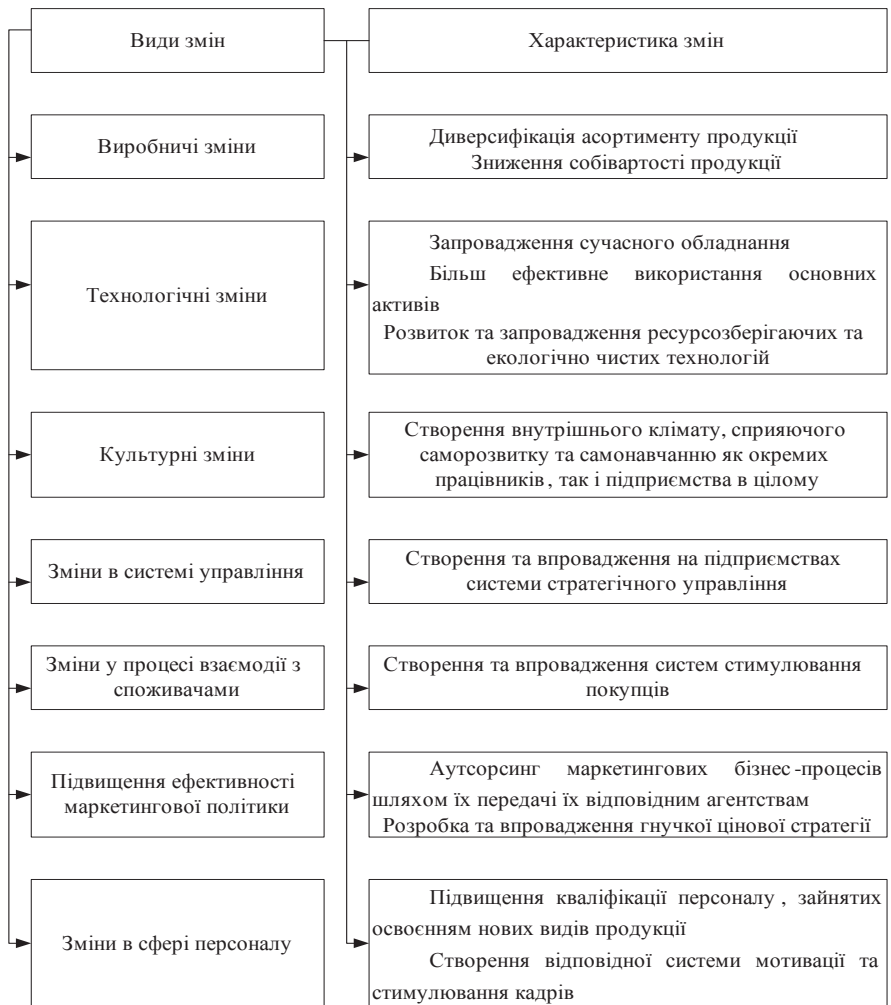 Види змін
Характеристика змін
Виробничі зміни
Диверсифікація асортименту продукції
Зниження собівартості продукції
Технологічні зміни
Запровадження сучасного обладнання
Більш ефективне використання основних
активів
Розвиток та запровадження ресурсозберігаючих та
екологічно чистих технологій
Культурні зміни
Створення внутрішнього клімату, сприяючого
саморозвитку та самонавчанню як окремих
працівників, так і підприємства в цілому
Зміни в системі управління
Створення та впровадження на підприємствах
системи стратегічного управління
Зміни у процесі взаємодії з
споживачами
Створення та впровадження систем стимулювання
покупців
Підвищення ефективності
маркетингової політики
Аутсорсинг маркетингових бізнес-процесів
шляхом їх передачі їх відповідним агентствам
Розробка та впровадження гнучкої цінової стратегії
Зміни в сфері персоналу
Підвищення кваліфікації персоналу, зайнятих
освоєнням нових видів продукції
Створення відповідної системи мотивації та
стимулювання кадрів